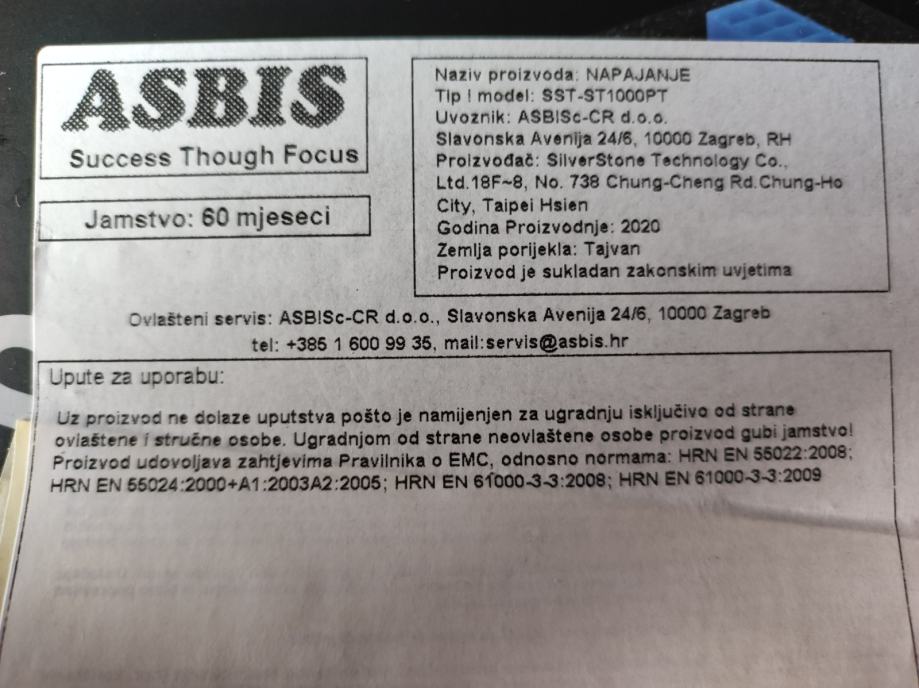 ASBIS
Success Though Focus
Jamstvo: 60 mjeseci
Naziv proizvoda: NAPAJANJE
Tip i model: SST-ST1000PT
Uvoznik: ASBISc-CR d.o.o.
Slavonska Avenija 24/6, 10000 Zagreb, RH
Proizvođač: SilverStone Technology Co.,
Ltd.18F~8, No. 738 Chung-Cheng Rd.Chung-Ho
City, Taipei Hsien
Godina Proizvodnje: 2020
Zemlja porijekla: Tajvan
Proizvod je sukladan zakonskim uvjetima
Ovlašteni servis: ASBISc-CR d.o.o., Slavonska Avenija 24/6, 10000 Zagreb
tel: +385 1 600 99 35, mail:servis@asbis.hr
Upute za uporabu:
Uz proizvod ne dolaze uputstva pošto je namijenjen za ugradnju isključivo od strane
ovlaštene i stručne osobe. Ugradnjom od strane neovlaštene osobe proizvod gubi jamstvo!
Proizvod udovoljava zahtjevima Pravilnika o EMC, odnosno normama: HRN EN 55022:2008;
HRN EN 55024:2000+A1:2003A2:2005; HRN EN 61000-3-3:2008; HRN EN 61000-3-3:2009